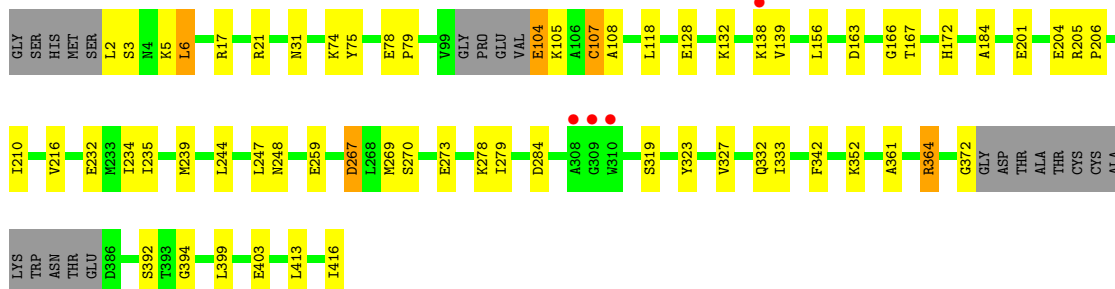 GLY SER HIS MET SER L2 S3 N4 K5 L6 R17 R21 N31 K74 Y75 E78 P79 V99 GLY PRO GLU VAL E104 K105 A106 C107 A108 L118 E128 K132 K138 V139 L156 D163 G166 T167 H172 A184 E201 E204 R205 P206
I210 V216 E232 M233 I234 I235 M239 L244 L247 N248 E259 D267 L268 M269 S270 E273 K278 I279 D284 A308 G309 W310 S319 Y323 V327 Q332 I333 F342 K352 A361 R364 G372 GLY ASP THR ALA THR CYS CYS ALA
LYS TRP ASN THR GLU D386 S392 T393 G394 L399 E403 L413 I416